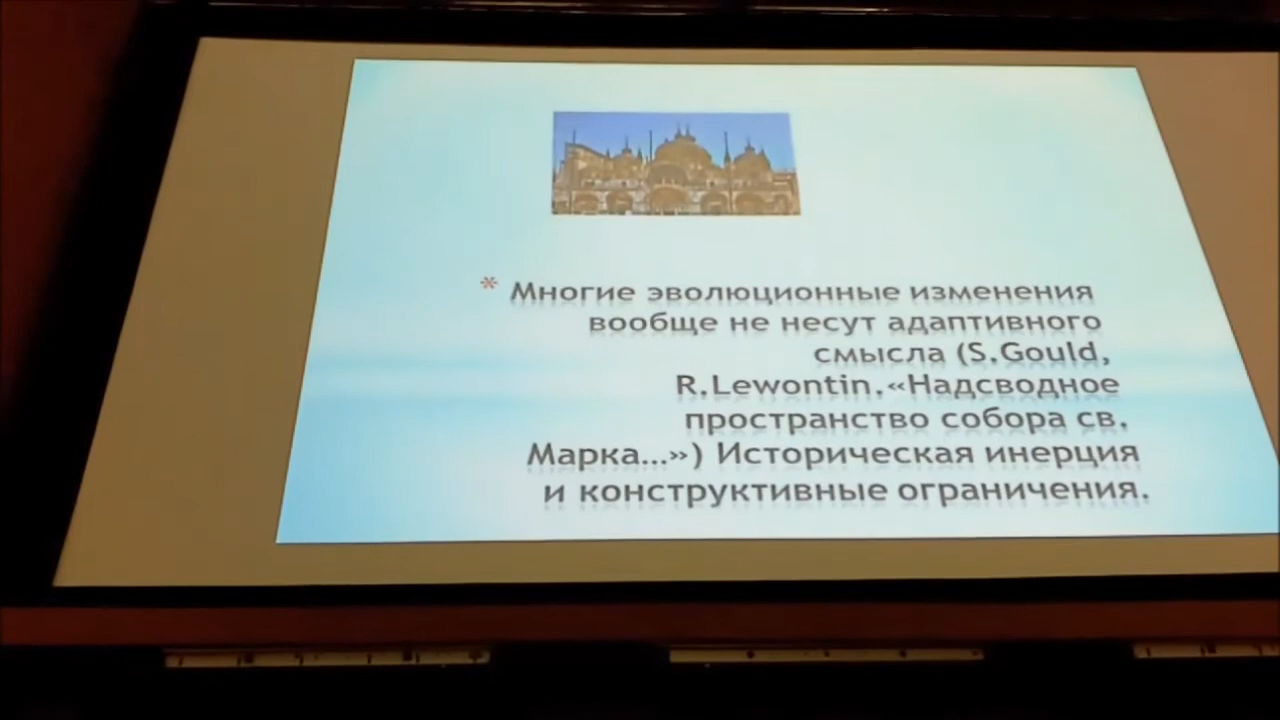 * Многие эволюционные изменения
вообще не несут адаптивного
смысла (S.Gould,
R.Lewontin.«Надсводное
пространство собора св.
Марка...») Историческая инерция
и конструктивные ограничения.